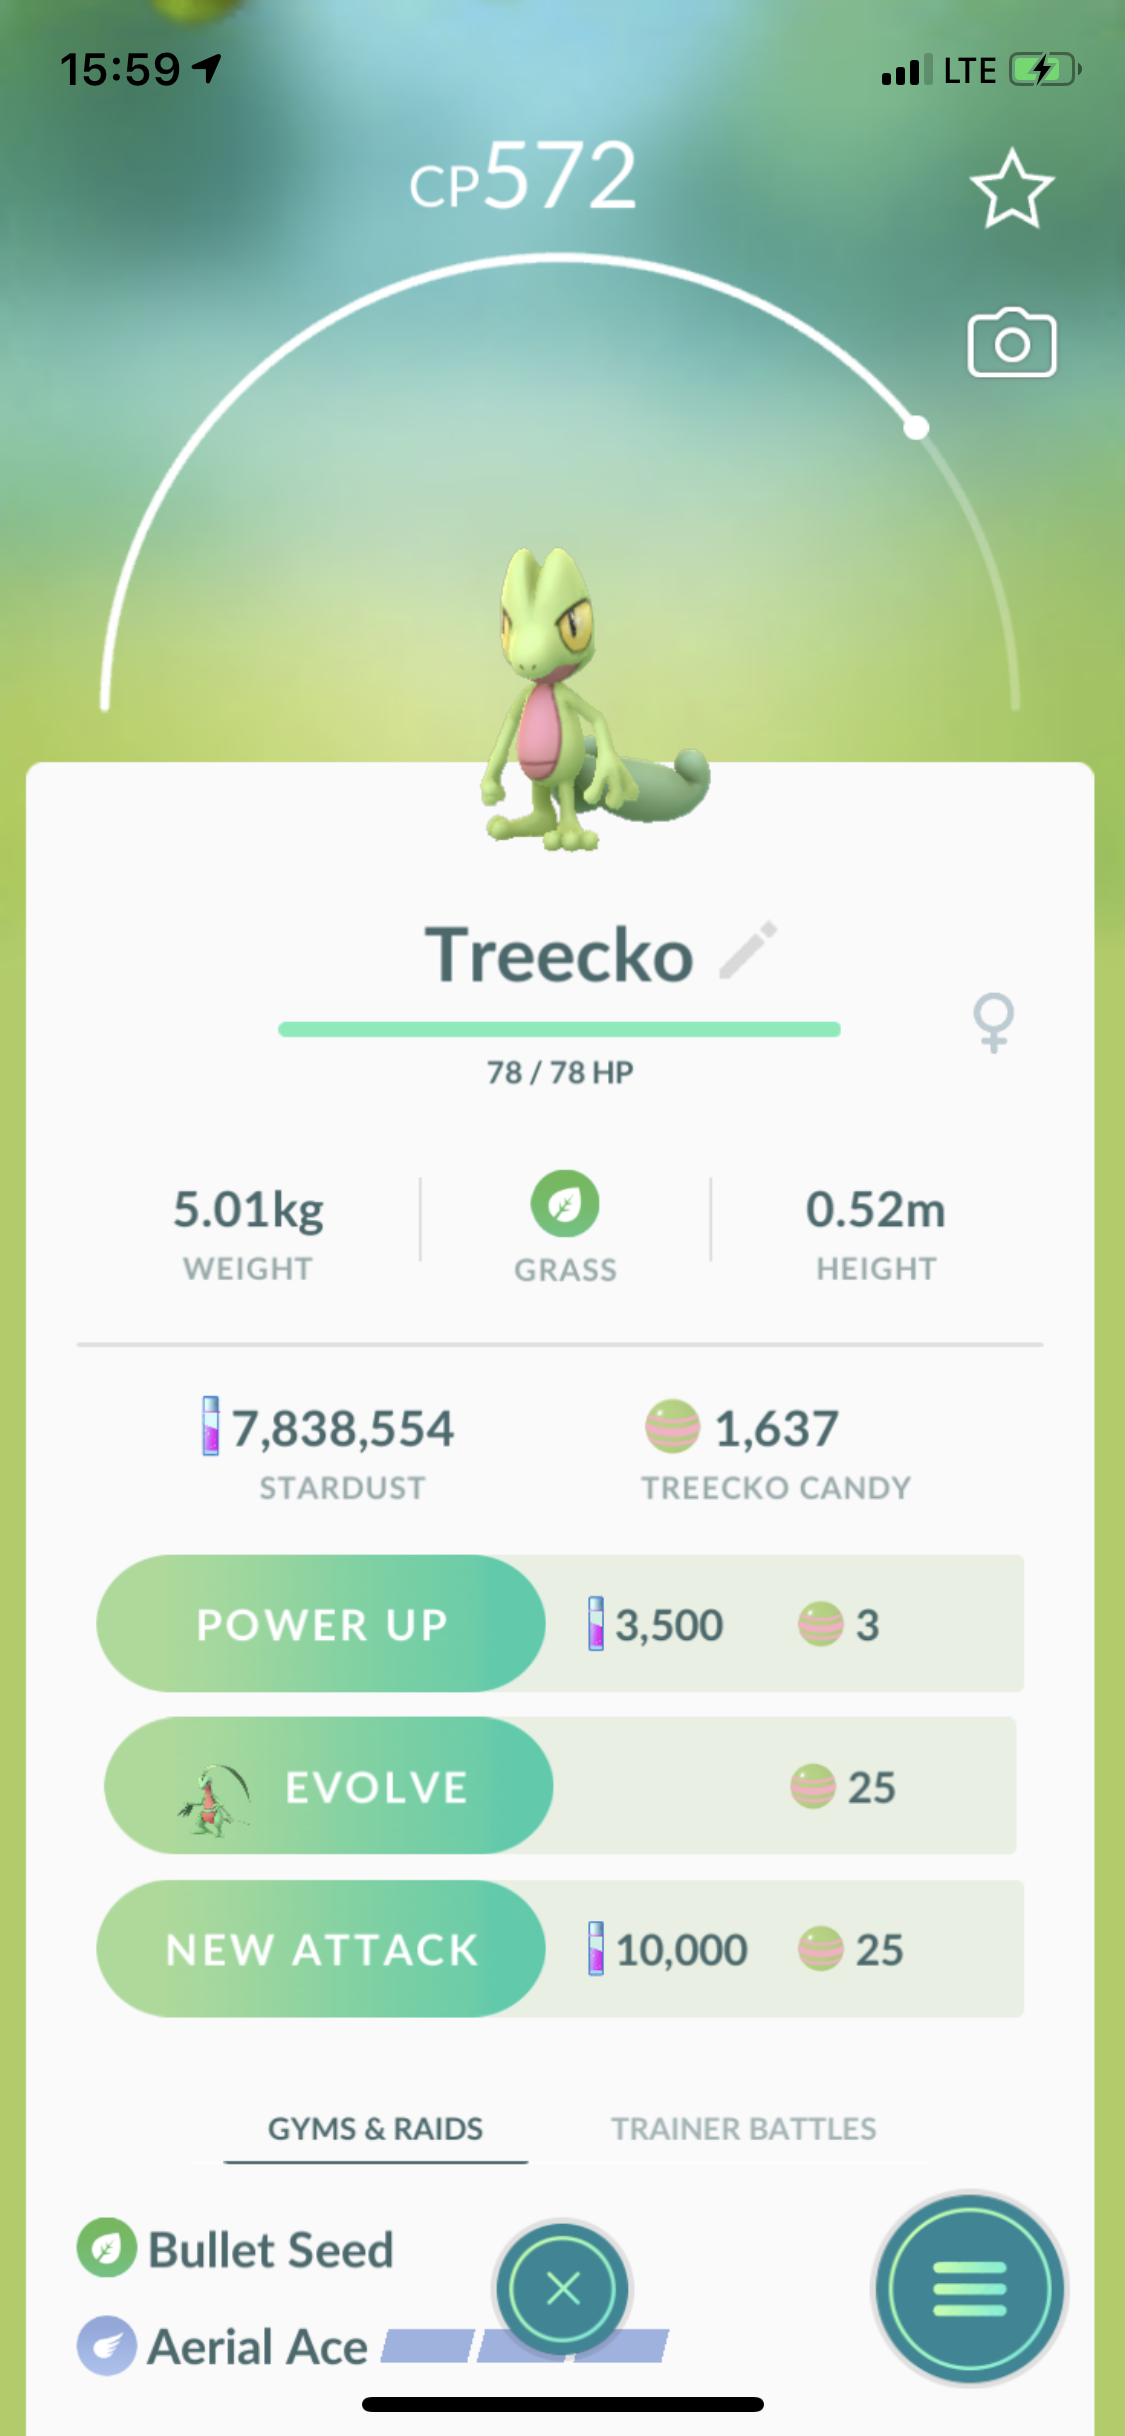 15:59
LTE
CP572
Treecko
78 / 78 HP
5.01kg
WEIGHT
GRASS
0.52m
HEIGHT
7,838,554
STARDUST
1,637
TREECKO CANDY
POWER UP 3,500 3
EVOLVE 25
NEW ATTACK 10,000 25
GYMS & RAIDS
TRAINER BATTLES
Bullet Seed
Aerial Ace